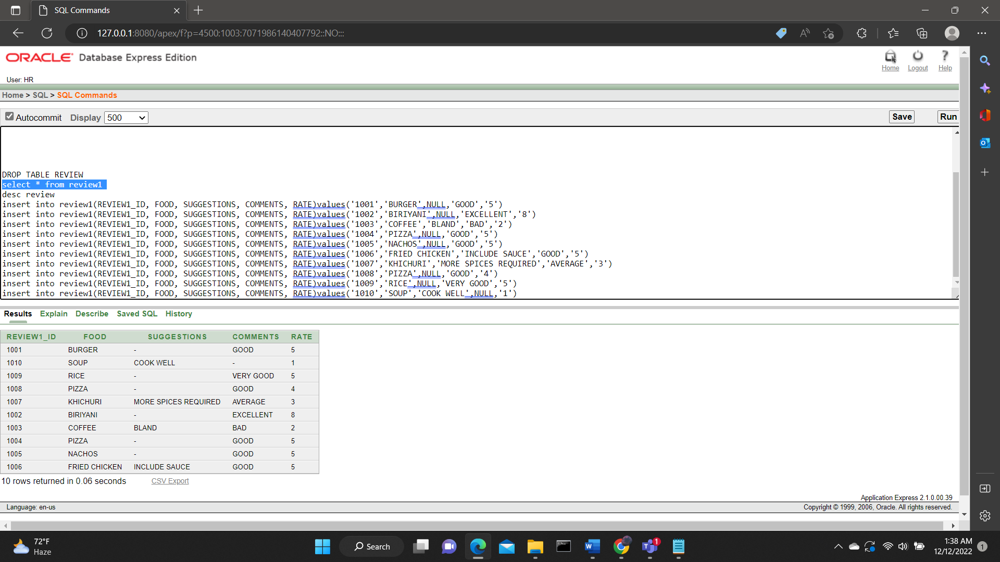 SQL Commands
127.0.0.1:8080/apex/f?p=4500:1003:7071986140407792::NO:::
ORACLE Database Express Edition
Home Logout Help
User: HR
Home > SQL > SQL Commands
Autocommit Display 500 Save Run
DROP TABLE REVIEW
select * from review1
desc review
insert into review1(REVIEW1_ID, FOOD, SUGGESTIONS, COMMENTS, RATE)values('1001','BURGER',NULL,'GOOD','5')
insert into review1(REVIEW1_ID, FOOD, SUGGESTIONS, COMMENTS, RATE)values('1002','BIRIYANI',NULL,'EXCELLENT','8')
insert into review1(REVIEW1_ID, FOOD, SUGGESTIONS, COMMENTS, RATE)values('1003','COFFEE','BLAND','BAD','2')
insert into review1(REVIEW1_ID, FOOD, SUGGESTIONS, COMMENTS, RATE)values('1004','PIZZA',NULL,'GOOD','5')
insert into review1(REVIEW1_ID, FOOD, SUGGESTIONS, COMMENTS, RATE)values('1005','NACHOS',NULL,'GOOD','5')
insert into review1(REVIEW1_ID, FOOD, SUGGESTIONS, COMMENTS, RATE)values('1006','FRIED CHICKEN','INCLUDE SAUCE','GOOD','5')
insert into review1(REVIEW1_ID, FOOD, SUGGESTIONS, COMMENTS, RATE)values('1007','KHICHURI','MORE SPICES REQUIRED','AVERAGE','3')
insert into review1(REVIEW1_ID, FOOD, SUGGESTIONS, COMMENTS, RATE)values('1008','PIZZA',NULL,'GOOD','4')
insert into review1(REVIEW1_ID, FOOD, SUGGESTIONS, COMMENTS, RATE)values('1009','RICE',NULL,'VERY GOOD','5')
insert into review1(REVIEW1_ID, FOOD, SUGGESTIONS, COMMENTS, RATE)values('1010','SOUP','COOK WELL',NULL,'1')
Results Explain Describe Saved SQL History
REVIEW1_ID FOOD SUGGESTIONS COMMENTS RATE
1001 BURGER - GOOD 5
1010 SOUP COOK WELL - 1
1009 RICE - VERY GOOD 5
1008 PIZZA - GOOD 4
1007 KHICHURI MORE SPICES REQUIRED AVERAGE 3
1002 BIRIYANI - EXCELLENT 8
1003 COFFEE BLAND BAD 2
1004 PIZZA - GOOD 5
1005 NACHOS - GOOD 5
1006 FRIED CHICKEN INCLUDE SAUCE GOOD 5
10 rows returned in 0.06 seconds CSV Export
Application Express 2.1.0.00.39
Language: en-us Copyright © 1999, 2006, Oracle. All rights reserved.
72°F
Haze
Search
1
1:38 AM
12/12/2022
1